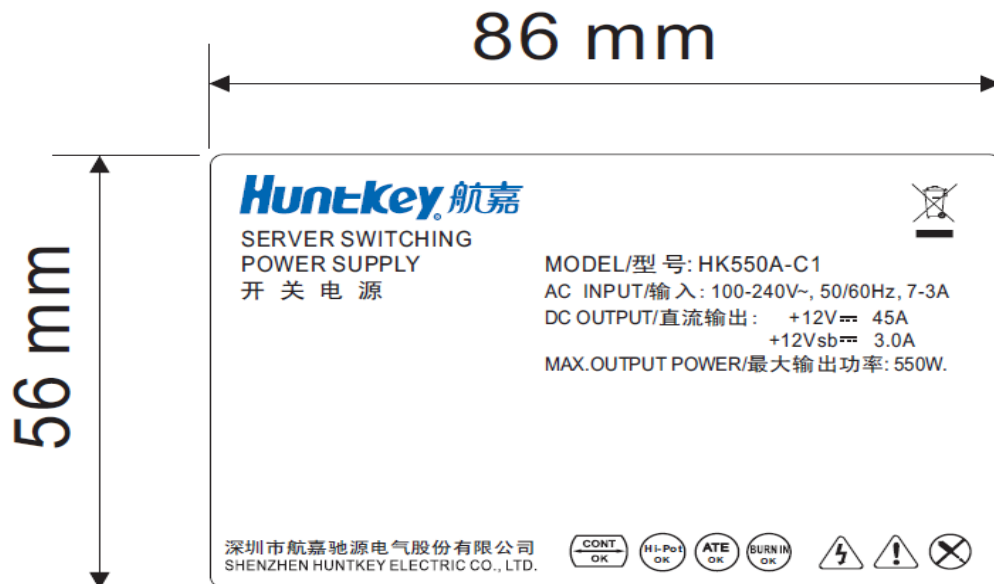 86 mm
56 mm
Huntkey® 航嘉
SERVER SWITCHING
POWER SUPPLY
开 关 电 源
MODEL/型 号: HK550A-C1
AC INPUT/输 入: 100-240V~, 50/60Hz, 7-3A
DC OUTPUT/直流输出: +12V⎓ 45A
+12Vsb⎓ 3.0A
MAX.OUTPUT POWER/最大输出功率: 550W.
深圳市航嘉驰源电气股份有限公司
SHENZHEN HUNTKEY ELECTRIC CO., LTD.
CONT
OK
Hi-Pot
OK
ATE
OK
BURN IN
OK